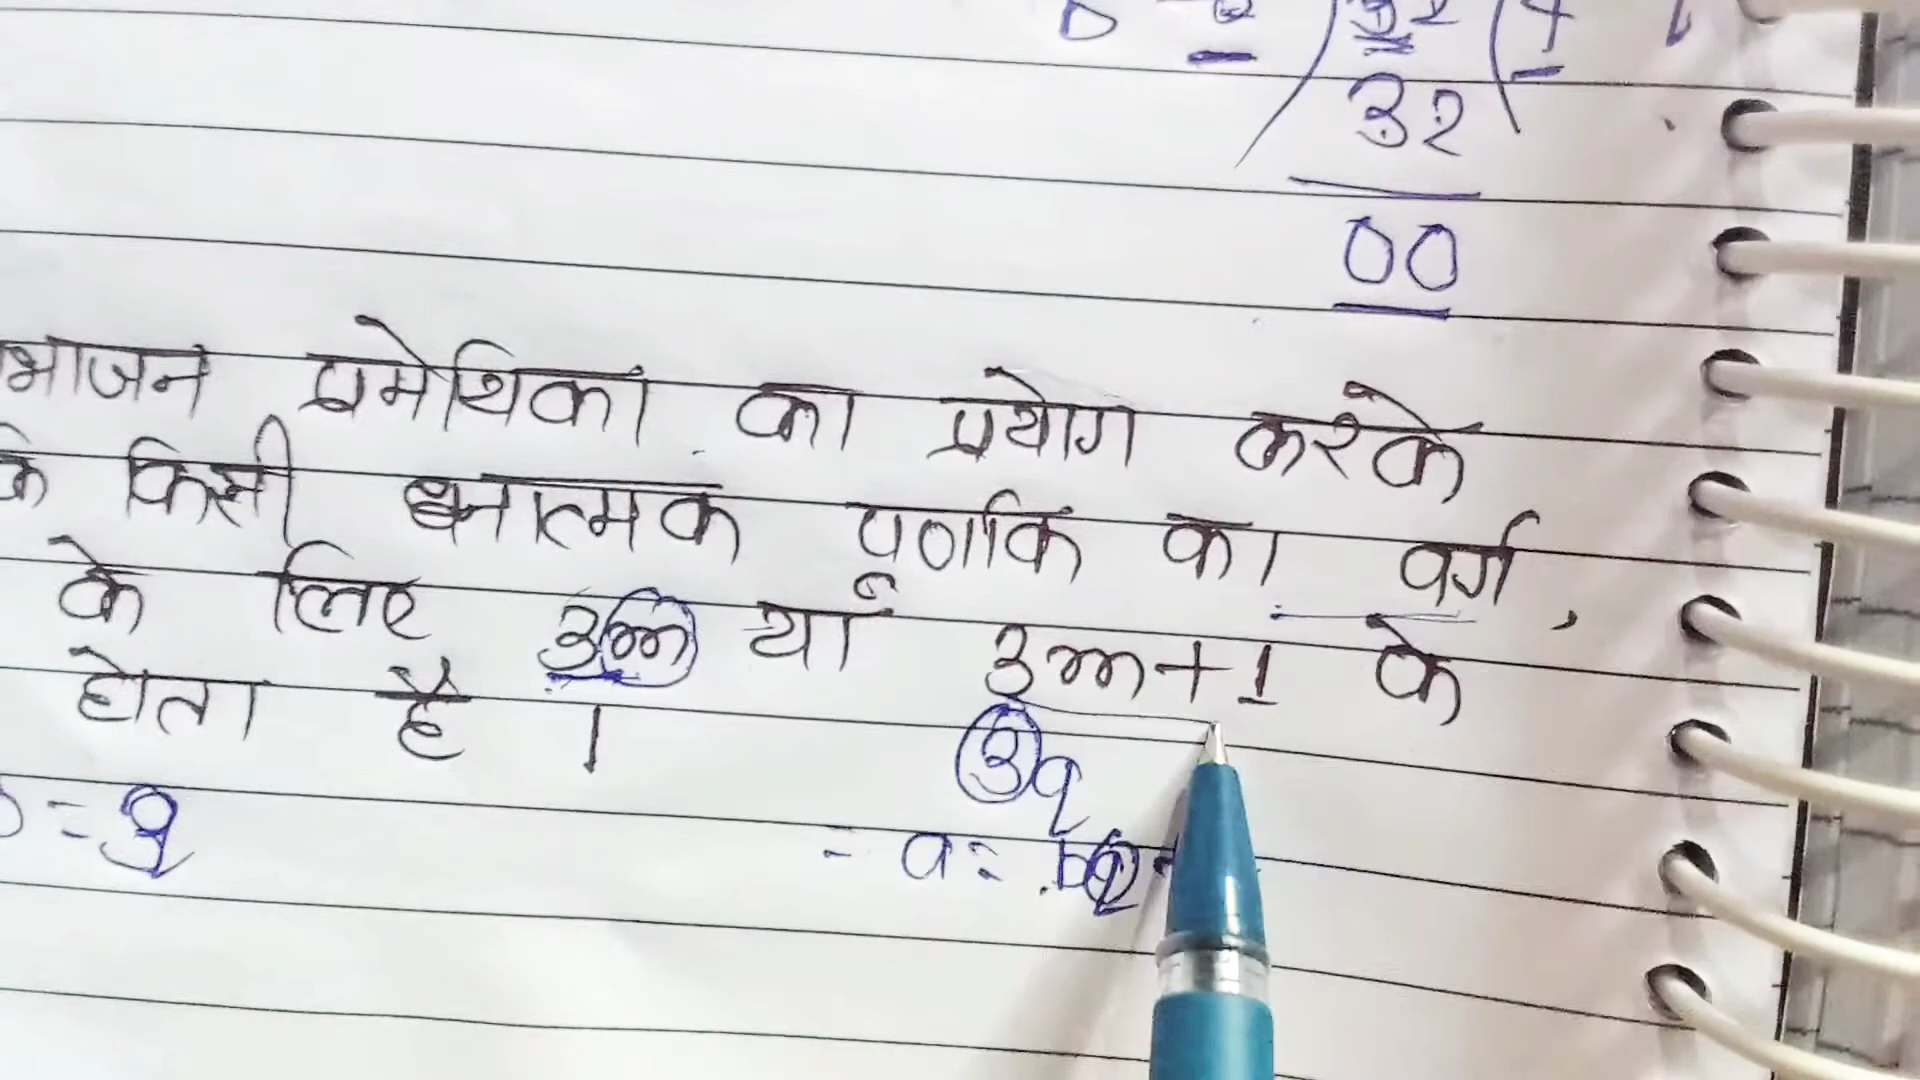 32
00
भाजन प्रमेयिका का प्रयोग करके
के किसी धनात्मक पूर्णांक का वर्ग,
के लिए 3m या 3m+1 के
होता है ।
3q
= a = bq